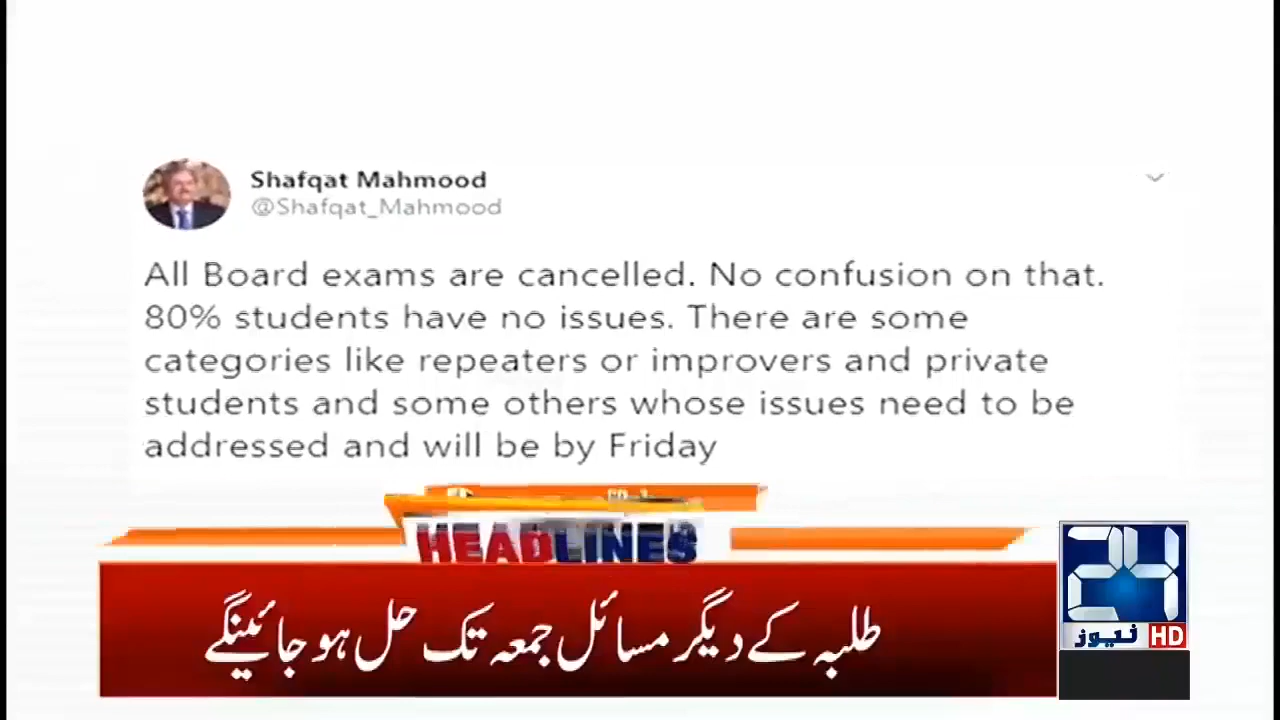 Shafqat Mahmood
@Shafqat_Mahmood
All Board exams are cancelled. No confusion on that.
80% students have no issues. There are some
categories like repeaters or improvers and private
students and some others whose issues need to be
addressed and will be by Friday
HEADLINES
طلبہ کے دیگر مسائل جمعہ تک حل ہو جائینگے
24
نیوز HD